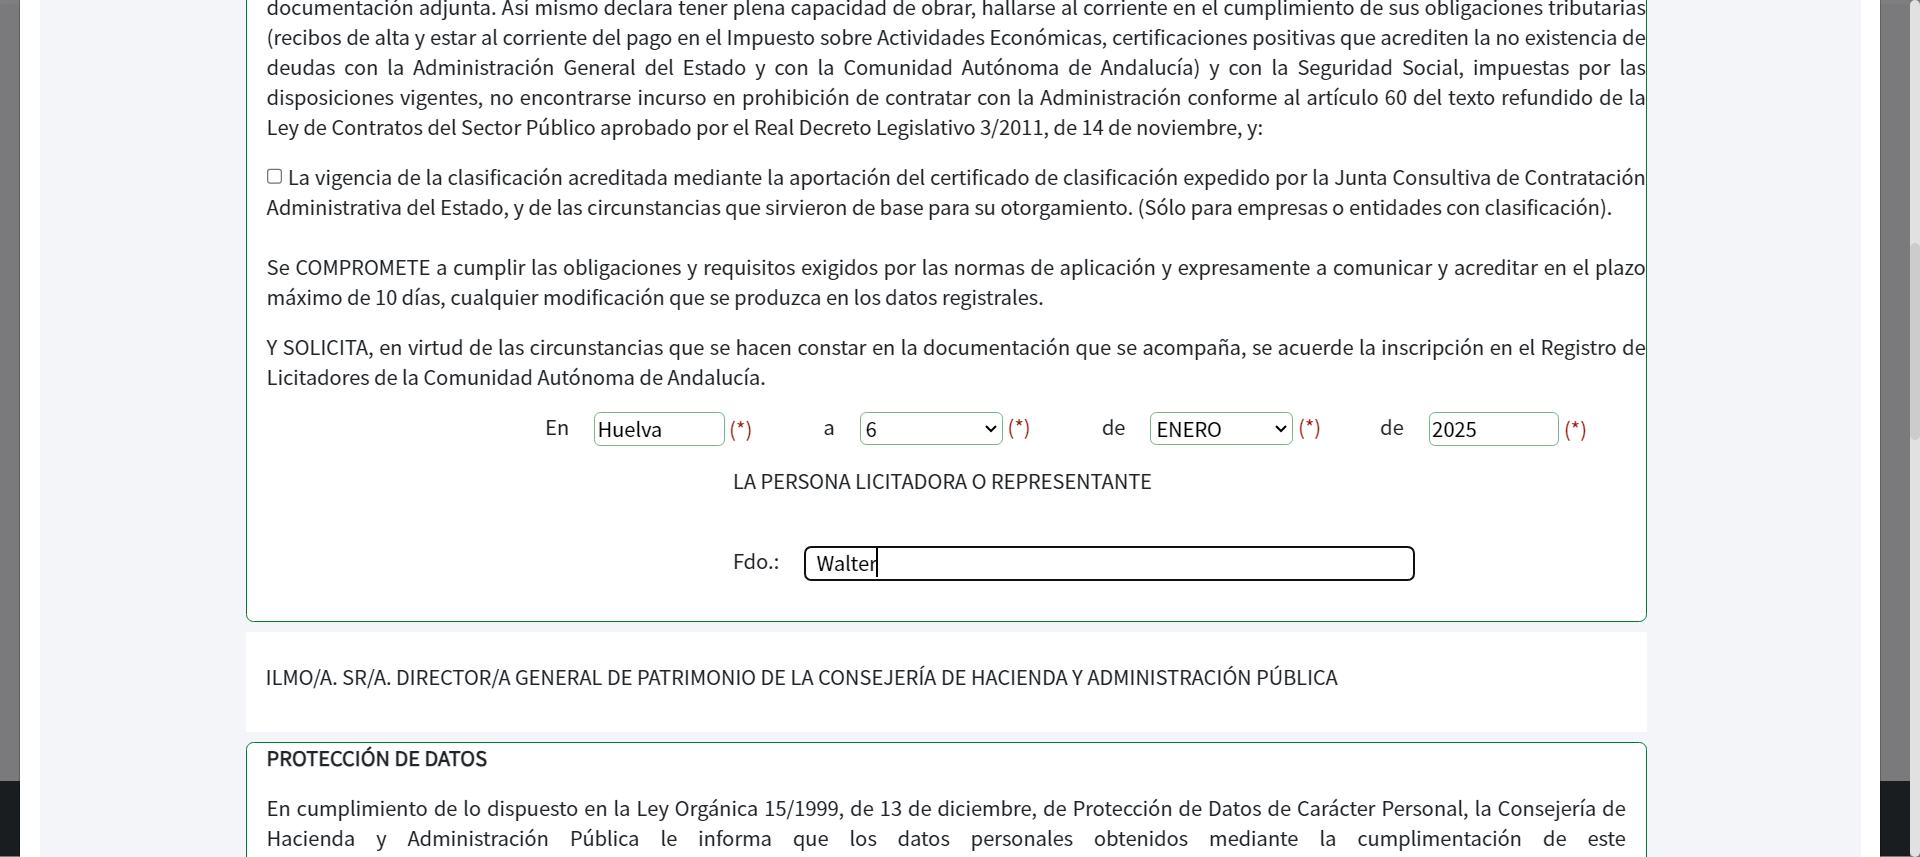 documentación adjunta. Así mismo declara tener plena capacidad de obrar, hallarse al corriente en el cumplimiento de sus obligaciones tributarias
(recibos de alta y estar al corriente del pago en el Impuesto sobre Actividades Económicas, certificaciones positivas que acrediten la no existencia de
deudas con la Administración General del Estado y con la Comunidad Autónoma de Andalucía) y con la Seguridad Social, impuestas por las
disposiciones vigentes, no encontrarse incurso en prohibición de contratar con la Administración conforme al artículo 60 del texto refundido de la
Ley de Contratos del Sector Público aprobado por el Real Decreto Legislativo 3/2011, de 14 de noviembre, y:
La vigencia de la clasificación acreditada mediante la aportación del certificado de clasificación expedido por la Junta Consultiva de Contratación
Administrativa del Estado, y de las circunstancias que sirvieron de base para su otorgamiento. (Sólo para empresas o entidades con clasificación).
Se COMPROMETE a cumplir las obligaciones y requisitos exigidos por las normas de aplicación y expresamente a comunicar y acreditar en el plazo
máximo de 10 días, cualquier modificación que se produzca en los datos registrales.
Y SOLICITA, en virtud de las circunstancias que se hacen constar en la documentación que se acompaña, se acuerde la inscripción en el Registro de
Licitadores de la Comunidad Autónoma de Andalucía.
En Huelva (*) a 6 (*) de ENERO (*) de 2025 (*)
LA PERSONA LICITADORA O REPRESENTANTE
Fdo.: Walter
ILMO/A. SR/A. DIRECTOR/A GENERAL DE PATRIMONIO DE LA CONSEJERÍA DE HACIENDA Y ADMINISTRACIÓN PÚBLICA
PROTECCIÓN DE DATOS
En cumplimiento de lo dispuesto en la Ley Orgánica 15/1999, de 13 de diciembre, de Protección de Datos de Carácter Personal, la Consejería de
Hacienda y Administración Pública le informa que los datos personales obtenidos mediante la cumplimentación de este